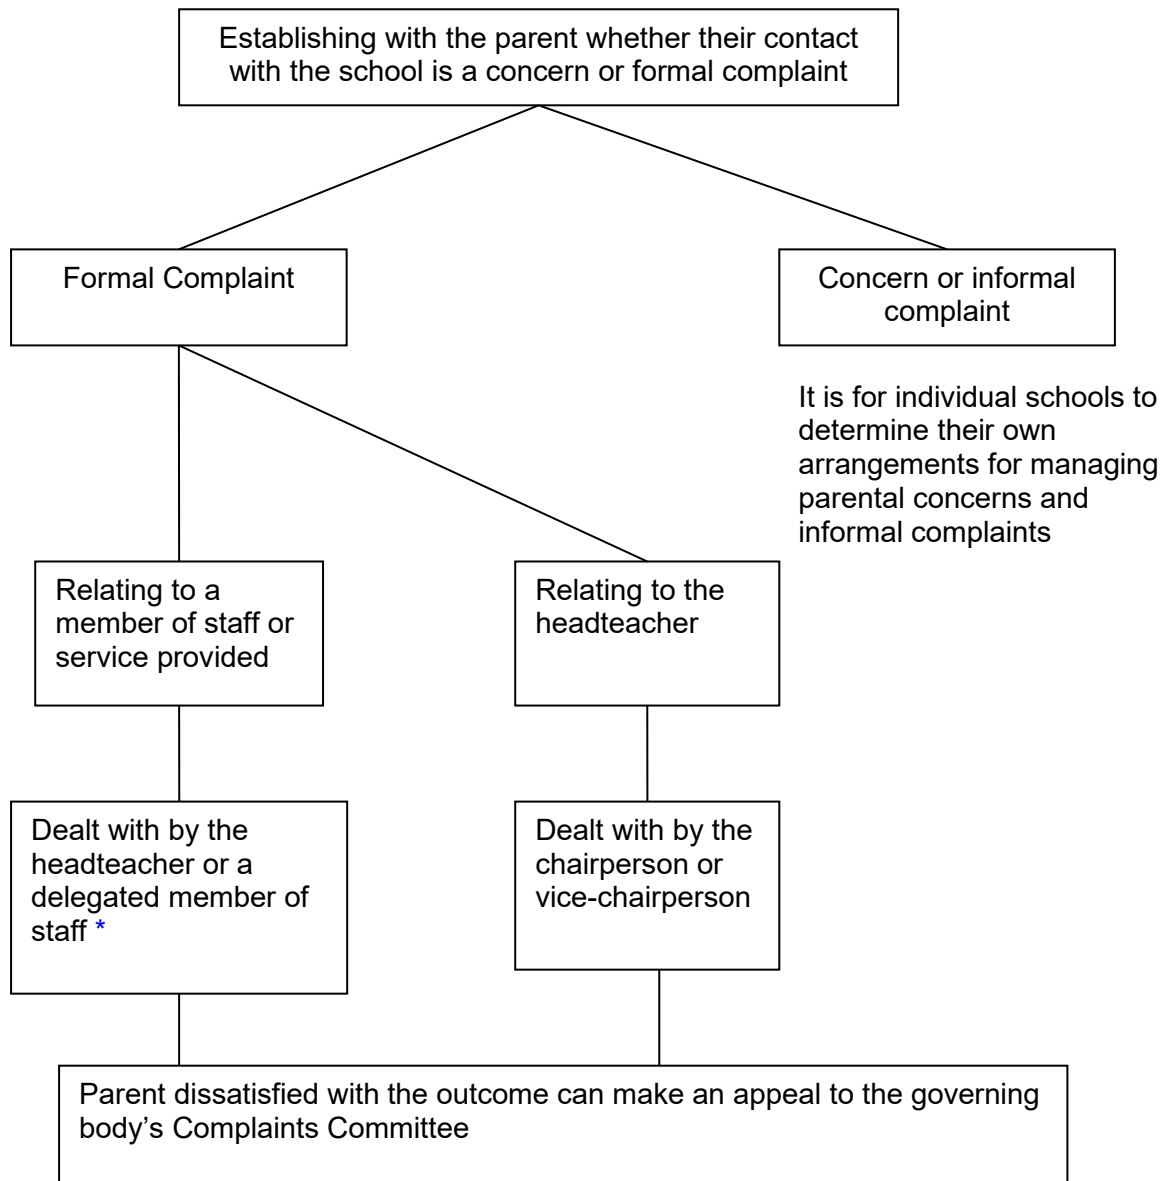 Establishing with the parent whether their contact
with the school is a concern or formal complaint
Formal Complaint
Concern or informal
complaint
It is for individual schools to
determine their own
arrangements for managing
parental concerns and
informal complaints
Relating to a
member of staff or
service provided
Relating to the
headteacher
Dealt with by the
headteacher or a
delegated member of
staff *
Dealt with by the
chairperson or
vice-chairperson
Parent dissatisfied with the outcome can make an appeal to the governing
body’s Complaints Committee